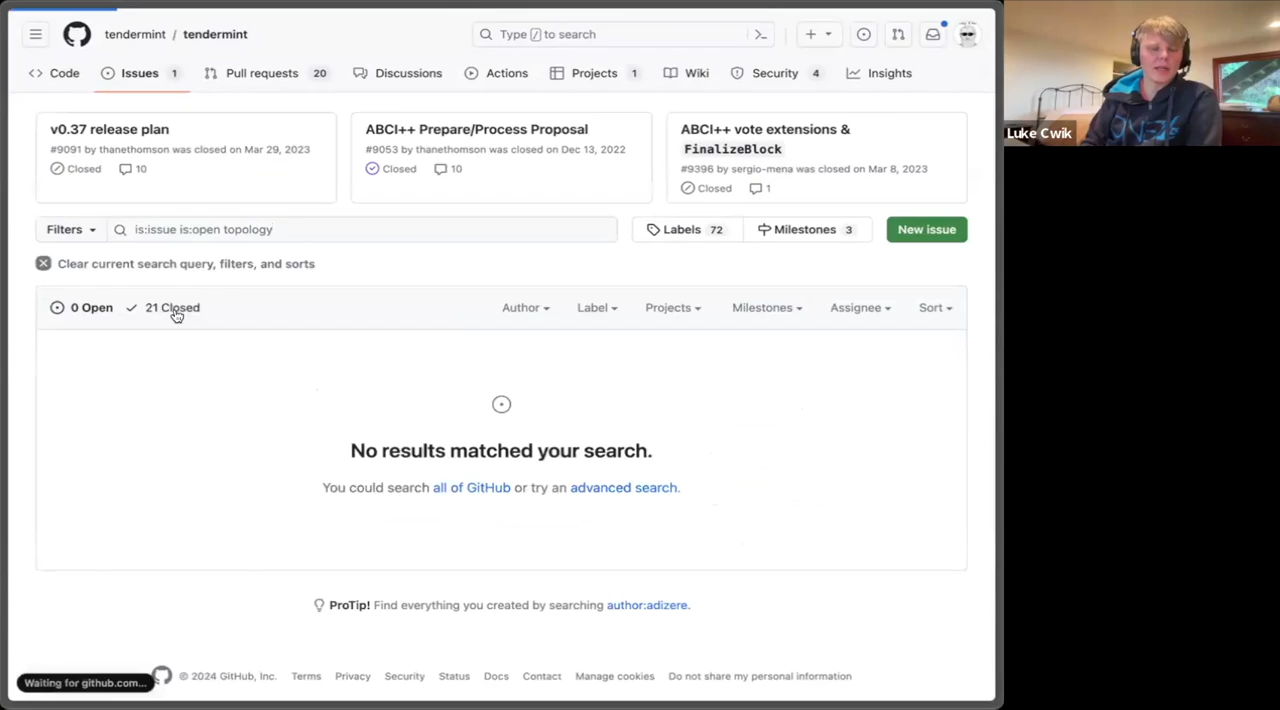 tendermint / tendermint
Type / to search
Code
Issues 1
Pull requests 20
Discussions
Actions
Projects 1
Wiki
Security 4
Insights
v0.37 release plan
#9091 by thanethomson was closed on Mar 29, 2023
Closed 10
ABCI++ Prepare/Process Proposal
#9053 by thanethomson was closed on Dec 13, 2022
Closed 10
ABCI++ vote extensions &
FinalizeBlock
#9396 by sergio-mena was closed on Mar 8, 2023
Closed 1
Filters
is:issue is:open topology
Labels 72
Milestones 3
New issue
Clear current search query, filters, and sorts
0 Open 21 Closed
Author
Label
Projects
Milestones
Assignee
Sort
No results matched your search.
You could search all of GitHub or try an advanced search.
ProTip! Find everything you created by searching author:adizere.
© 2024 GitHub, Inc. Terms Privacy Security Status Docs Contact Manage cookies Do not share my personal information
Waiting for github.com...
Luke Cwik